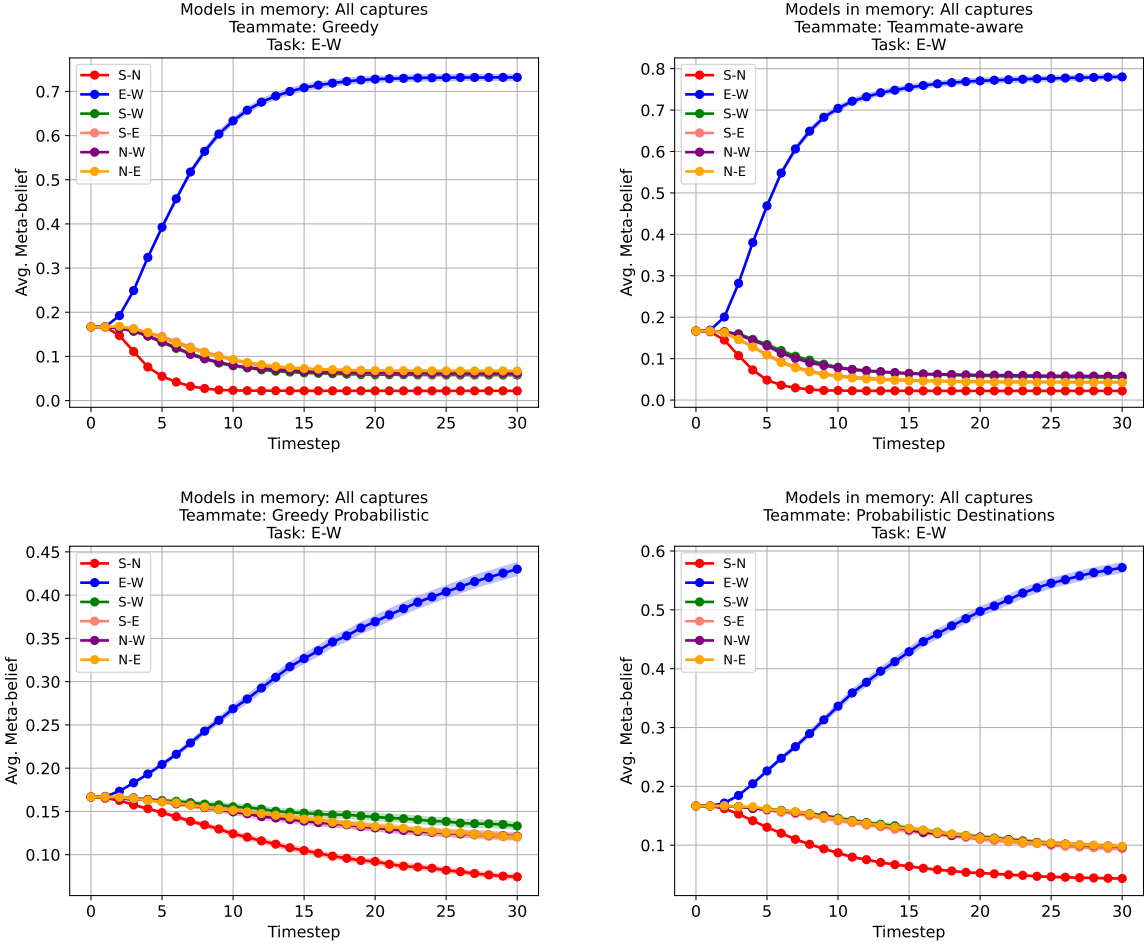 Models in memory: All captures
Teammate: Greedy
Task: E-W
Avg. Meta-belief
0.7
0.6
0.5
0.4
0.3
0.2
0.1
0.0
S-N
E-W
S-W
S-E
N-W
N-E
0 5 10 15 20 25 30
Timestep
Models in memory: All captures
Teammate: Teammate-aware
Task: E-W
Avg. Meta-belief
0.8
0.7
0.6
0.5
0.4
0.3
0.2
0.1
0.0
S-N
E-W
S-W
S-E
N-W
N-E
0 5 10 15 20 25 30
Timestep
Models in memory: All captures
Teammate: Greedy Probabilistic
Task: E-W
Avg. Meta-belief
0.45
0.40
0.35
0.30
0.25
0.20
0.15
0.10
S-N
E-W
S-W
S-E
N-W
N-E
0 5 10 15 20 25 30
Timestep
Models in memory: All captures
Teammate: Probabilistic Destinations
Task: E-W
Avg. Meta-belief
0.6
0.5
0.4
0.3
0.2
0.1
S-N
E-W
S-W
S-E
N-W
N-E
0 5 10 15 20 25 30
Timestep